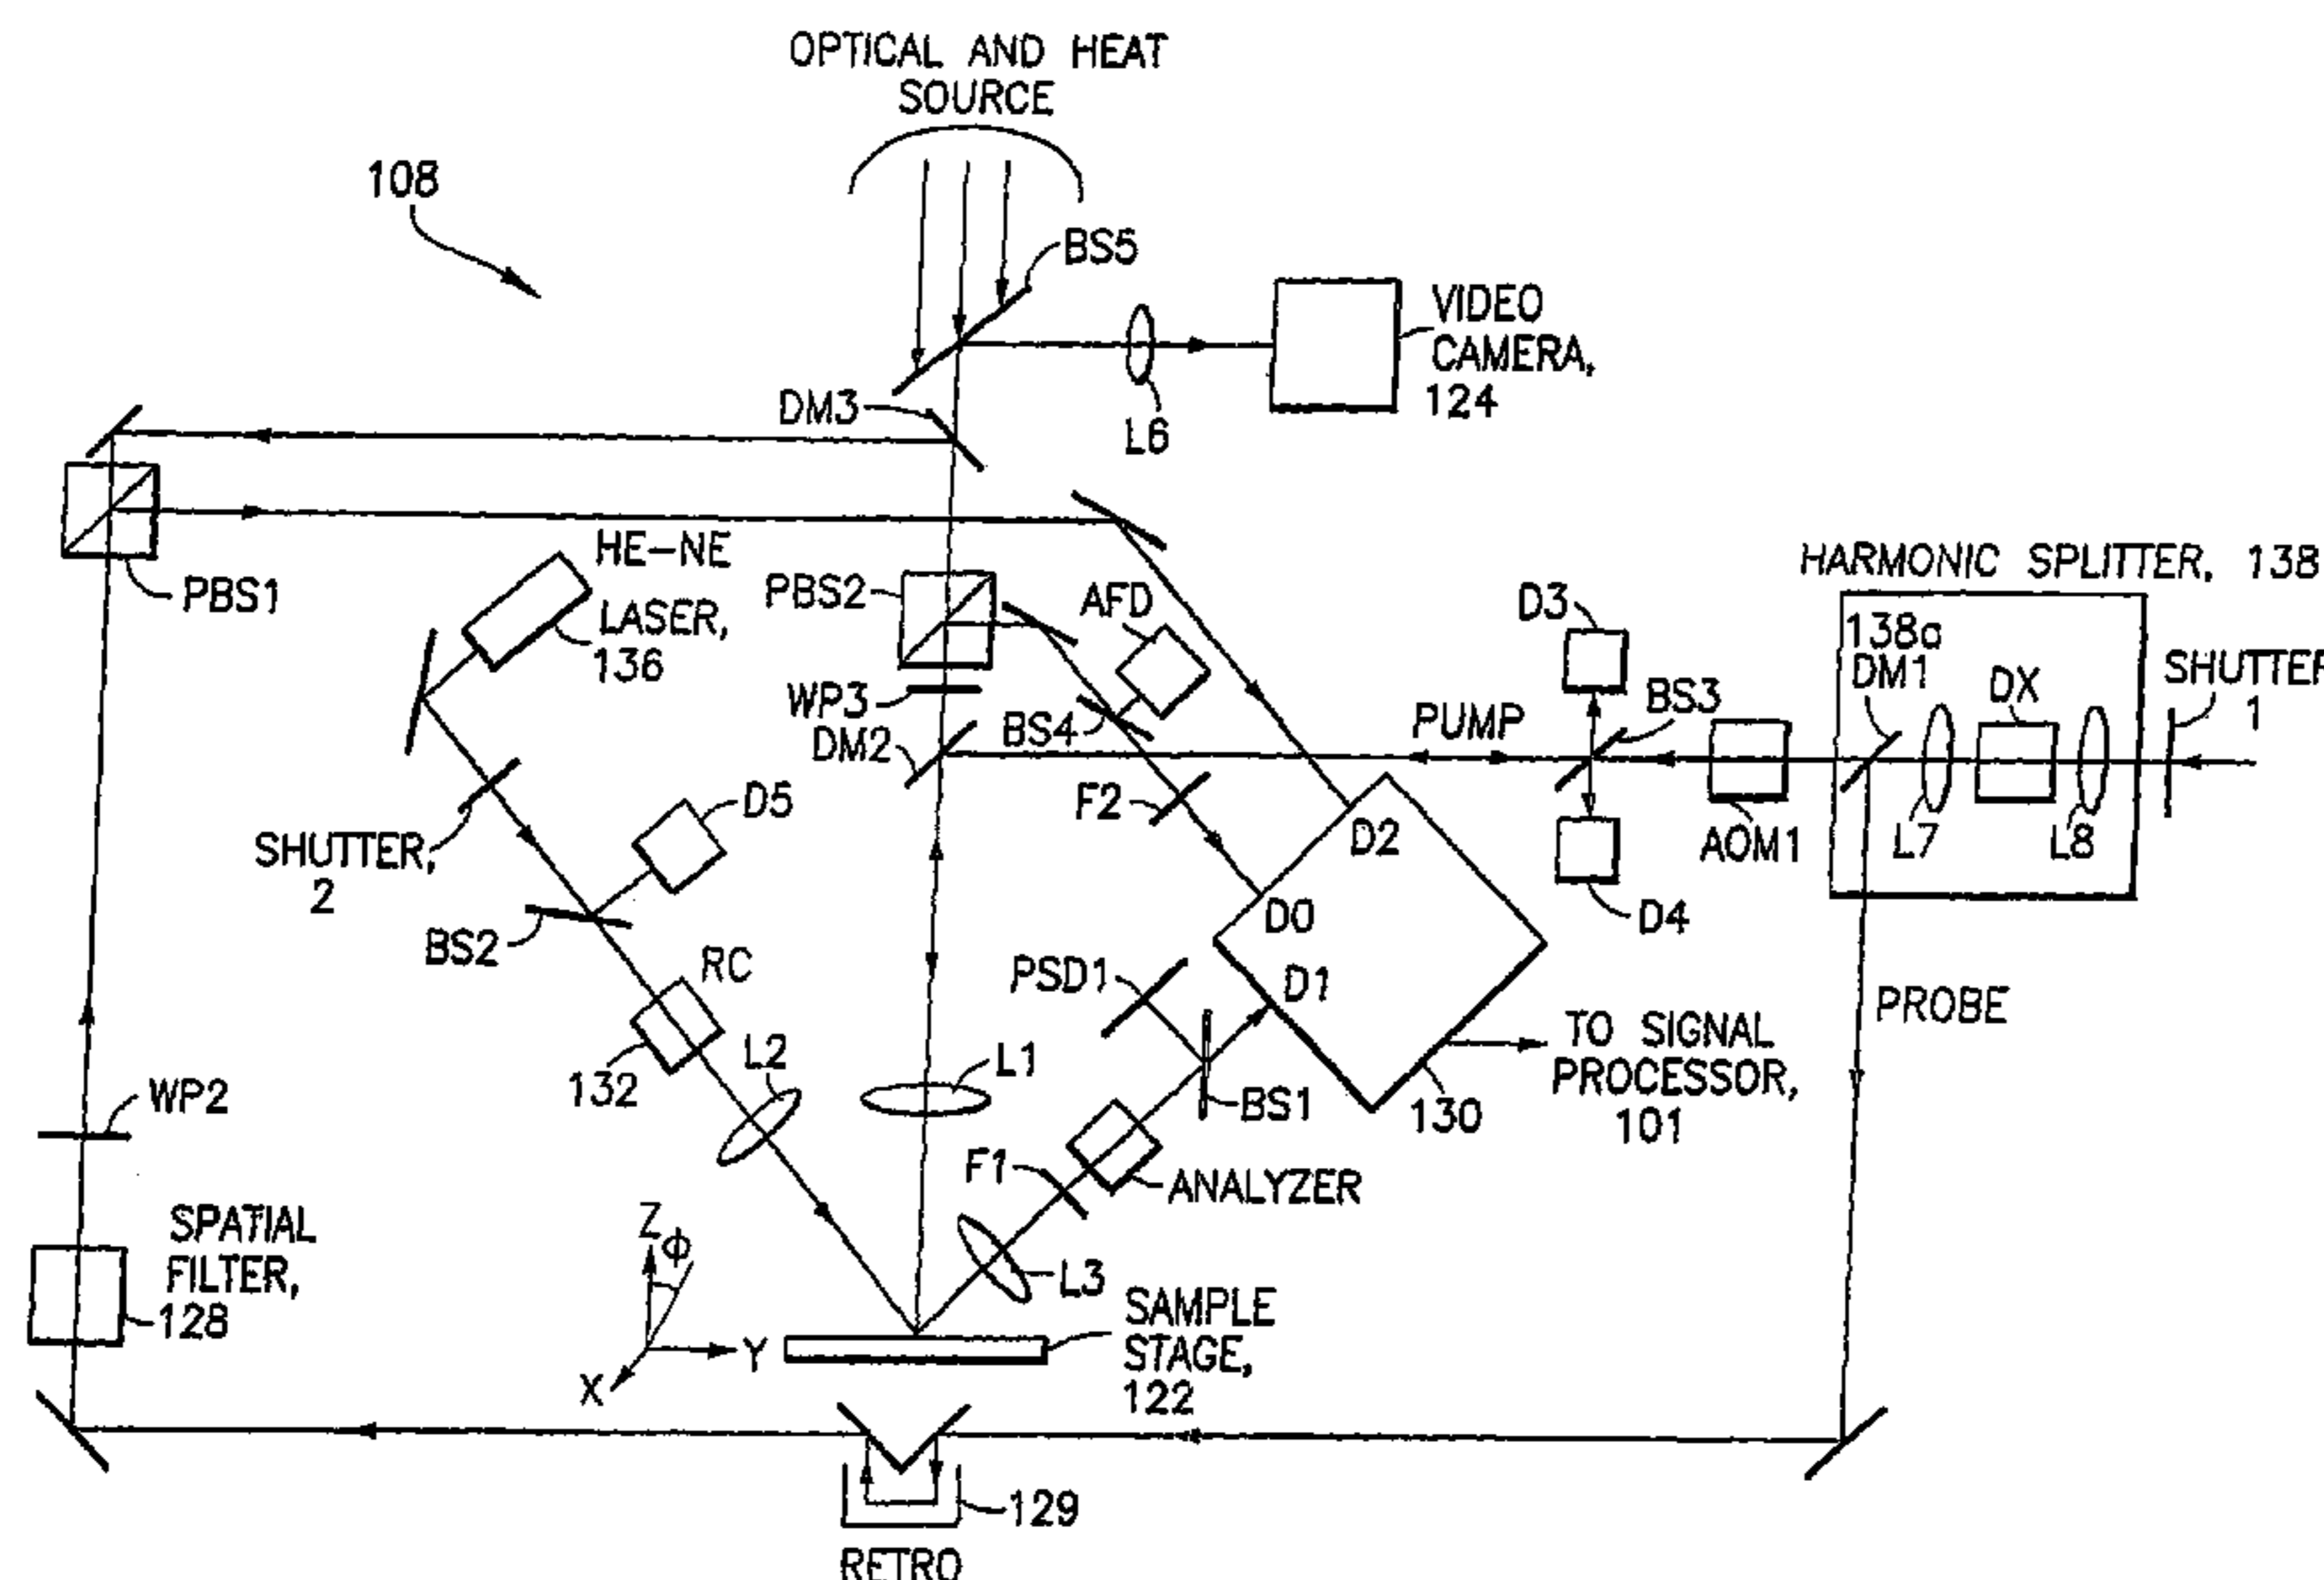 OPTICAL AND HEAT
SOURCE
108
BS5
VIDEO
CAMERA,
124
L6
DM3
PBS1
HE-NE
LASER,
136
PBS2
AFD
WP3
DM2
BS4
F2
PUMP
D3
BS3
D4
AOM1
HARMONIC SPLITTER, 138
138a
DM1
DX
L7
L8
SHUTTER
1
SHUTTER,
2
D5
BS2
RC
132
L2
D2
D0
D1
PSD1
BS1
130
TO SIGNAL
PROCESSOR,
101
PROBE
L1
WP2
F1
ANALYZER
L3
SPATIAL
FILTER,
128
Z
φ
Y
X
SAMPLE
STAGE,
122
129
RETRO